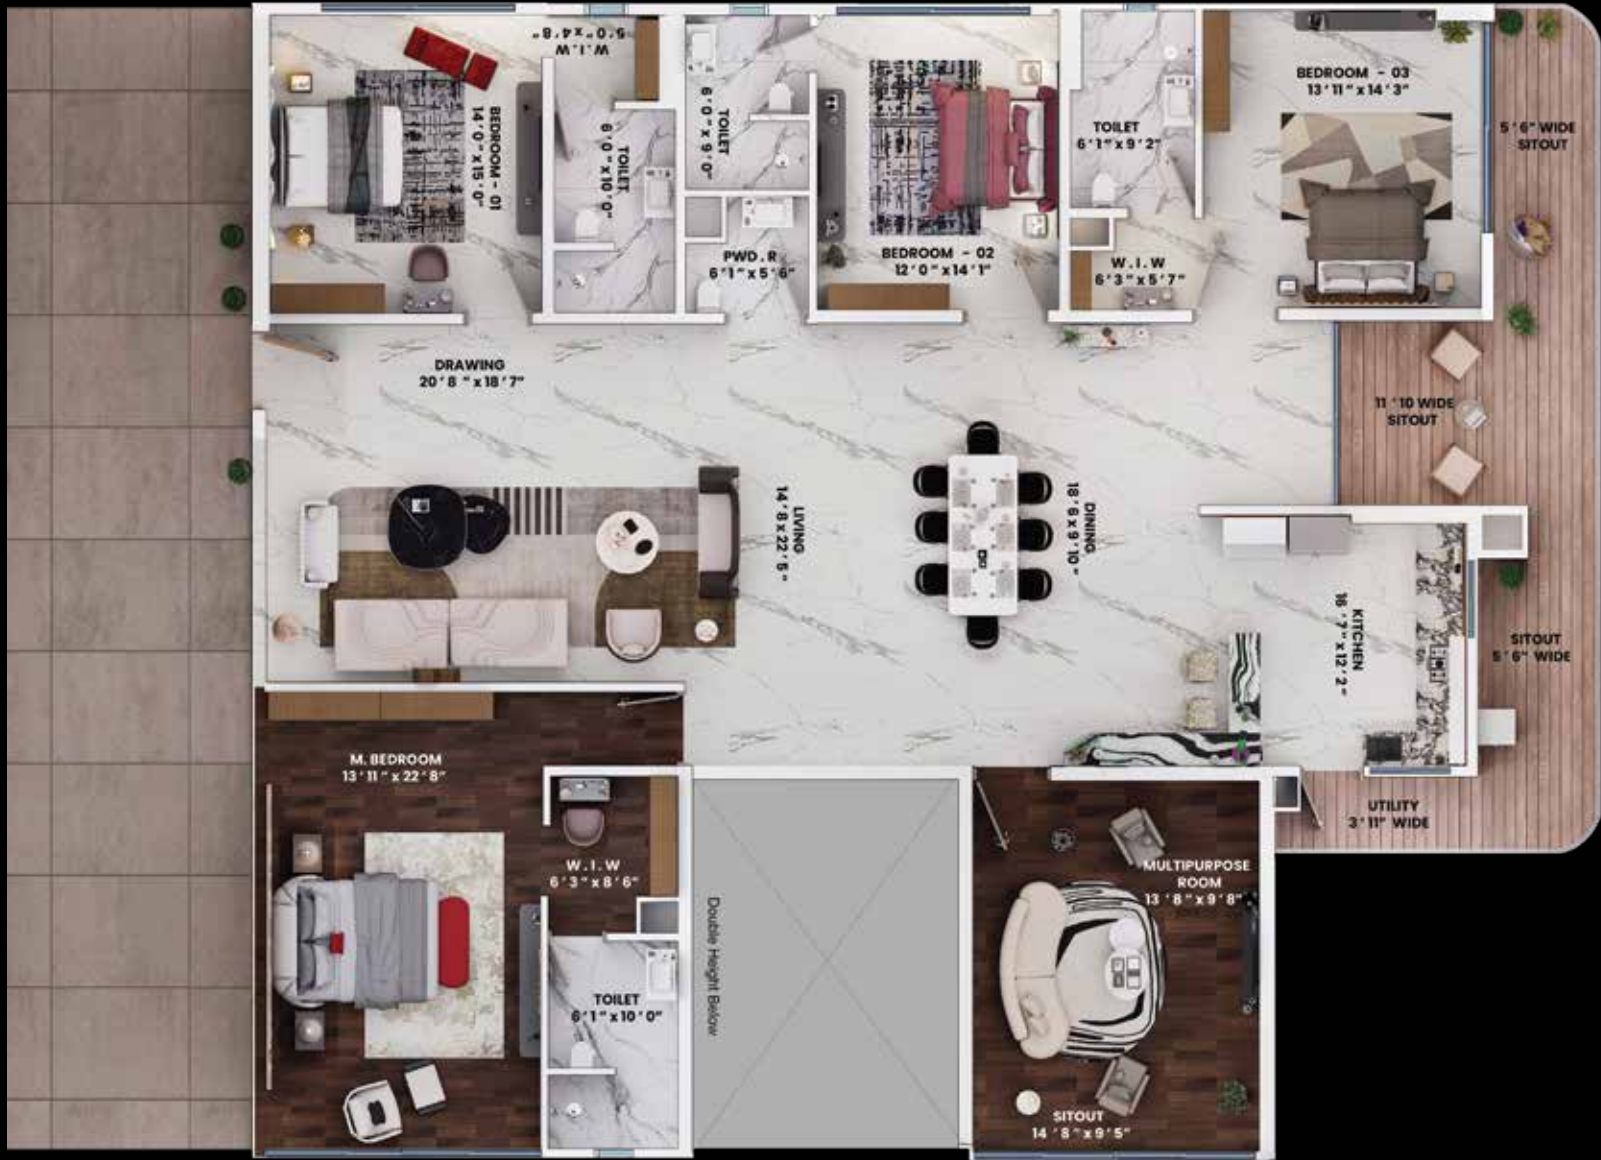 W.I.W
5'0"x4'8"
BEDROOM - 01
14'0"x15'0"
TOILET
6'0"x10'0"
TOILET
6'0"x9'0"
PWD.R
6'1"x5'6"
BEDROOM - 02
12'0"x14'1"
TOILET
6'1"x9'2"
W.I.W
6'3"x5'7"
BEDROOM - 03
13'11"x14'3"
5'6" WIDE
SITOUT
DRAWING
20'8"x18'7"
11'10 WIDE
SITOUT
LIVING
14'8x22'5"
DINING
18'6x9'10"
KITCHEN
16'7"x12'2"
SITOUT
5'6" WIDE
M. BEDROOM
13'11"x22'8"
UTILITY
3'11" WIDE
W.I.W
6'3"x8'6"
MULTIPURPOSE
ROOM
13'8"x9'8"
Double Height Below
TOILET
6'1"x10'0"
SITOUT
14'8"x9'5"